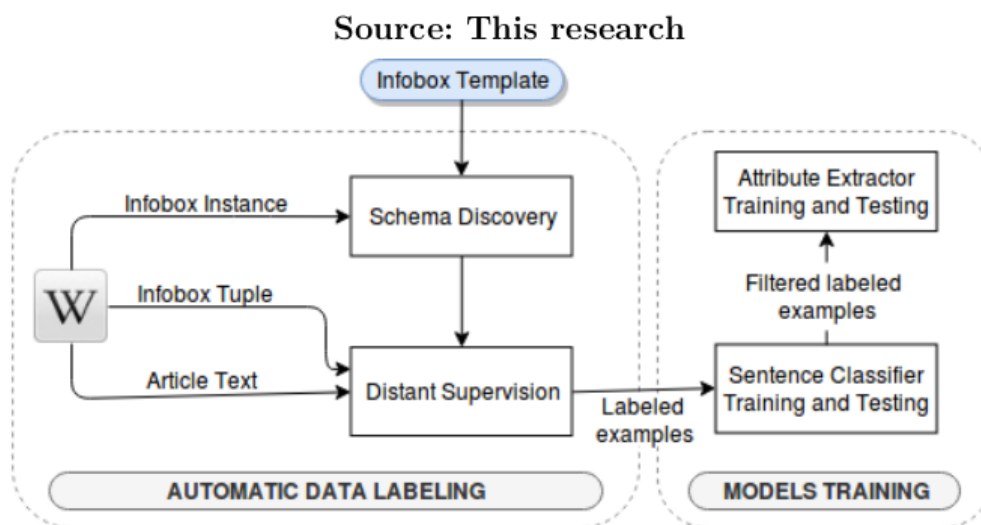 Source: This research
Infobox Template
Infobox Instance
Schema Discovery
W
Infobox Tuple
Article Text
Distant Supervision
Labeled
examples
Attribute Extractor
Training and Testing
Filtered labeled
examples
Sentence Classifier
Training and Testing
AUTOMATIC DATA LABELING
MODELS TRAINING